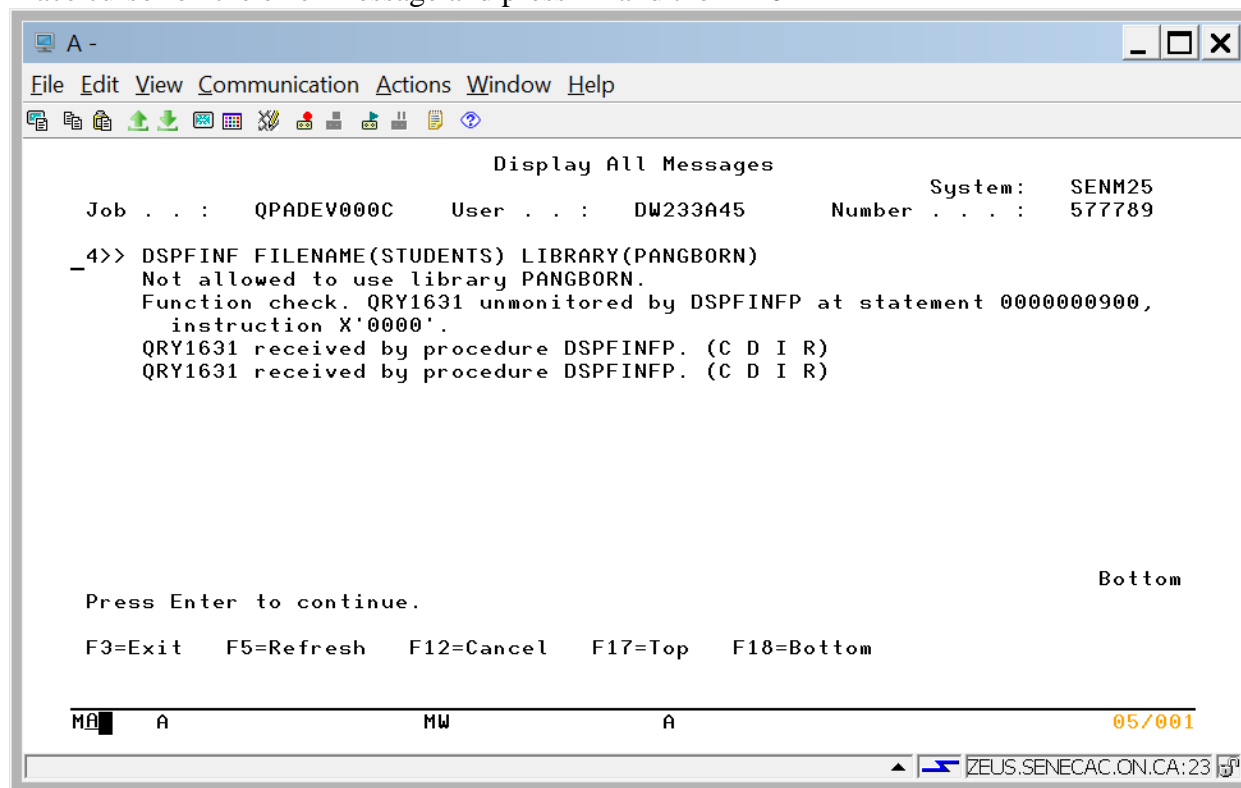 A -
File Edit View Communication Actions Window Help
Display All Messages
System: SENM25
Job . . : QPADEV000C User . . : DW233A45 Number . . . : 577789
_4>> DSPFINF FILENAME(STUDENTS) LIBRARY(PANGBORN)
Not allowed to use library PANGBORN.
Function check. QRY1631 unmonitored by DSPFINFP at statement 0000000900,
instruction X'0000'.
QRY1631 received by procedure DSPFINFP. (C D I R)
QRY1631 received by procedure DSPFINFP. (C D I R)
Bottom
Press Enter to continue.
F3=Exit F5=Refresh F12=Cancel F17=Top F18=Bottom
MA A MW A 05/001
ZEUS.SENECAC.ON.CA:23